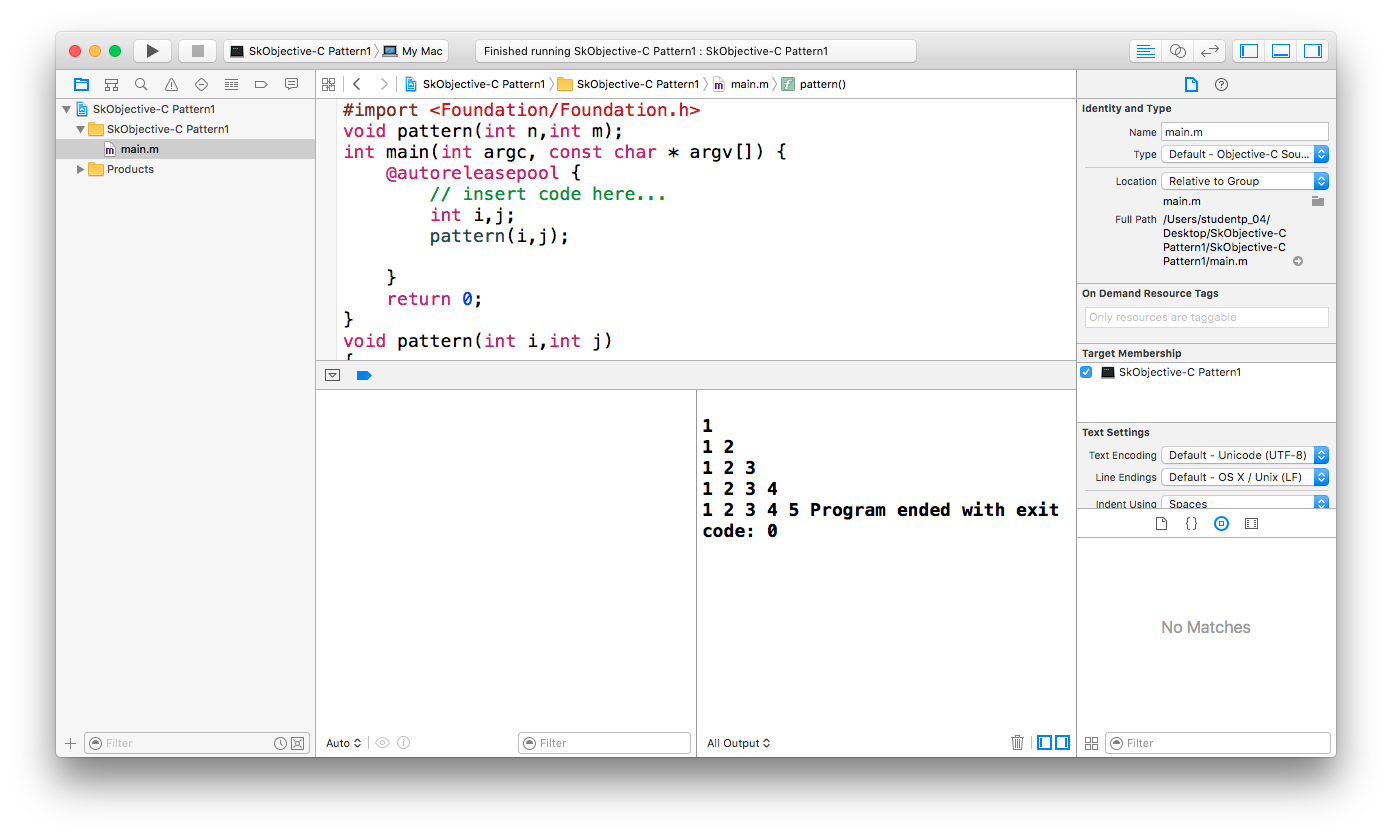 SkObjective-C Pattern1 My Mac
Finished running SkObjective-C Pattern1 : SkObjective-C Pattern1
SkObjective-C Pattern1
SkObjective-C Pattern1
m main.m
Products
Filter
SkObjective-C Pattern1 SkObjective-C Pattern1 m main.m f pattern()
#import <Foundation/Foundation.h>
void pattern(int n,int m);
int main(int argc, const char * argv[]) {
    @autoreleasepool {
        // insert code here...
        int i,j;
        pattern(i,j);
    }
    return 0;
}
void pattern(int i,int j)
{
Auto
Filter
1
1 2
1 2 3
1 2 3 4
1 2 3 4 5 Program ended with exit
code: 0
All Output
Identity and Type
Name main.m
Type Default - Objective-C Sou...
Location Relative to Group
main.m
Full Path /Users/studentp_04/
Desktop/SkObjective-C
Pattern1/SkObjective-C
Pattern1/main.m
On Demand Resource Tags
Only resources are taggable
Target Membership
SkObjective-C Pattern1
Text Settings
Text Encoding Default - Unicode (UTF-8)
Line Endings Default - OS X / Unix (LF)
Indent Using Spaces
{}
No Matches
Filter